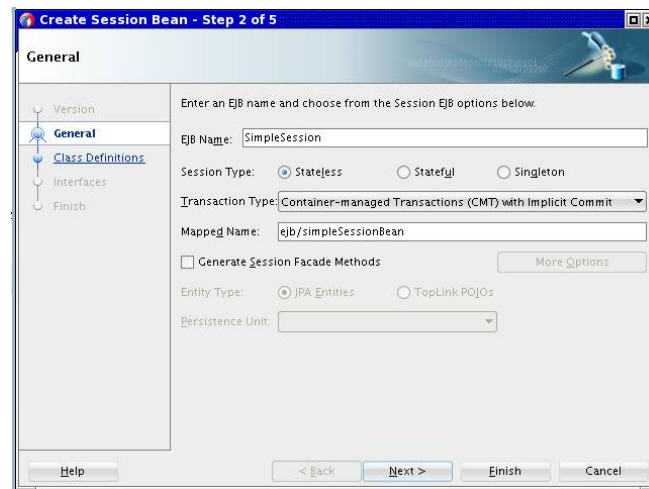 Create Session Bean - Step 2 of 5
General
Version
General
Class Definitions
Interfaces
Finish
Enter an EJB name and choose from the Session EJB options below.
EJB Name: SimpleSession
Session Type: Stateless Stateful Singleton
Transaction Type: Container-managed Transactions (CMT) with Implicit Commit
Mapped Name: ejb/simpleSessionBean
Generate Session Facade Methods More Options
Entity Type: JPA Entities TopLink POJOs
Persistence Unit:
Help < Back Next > Finish Cancel